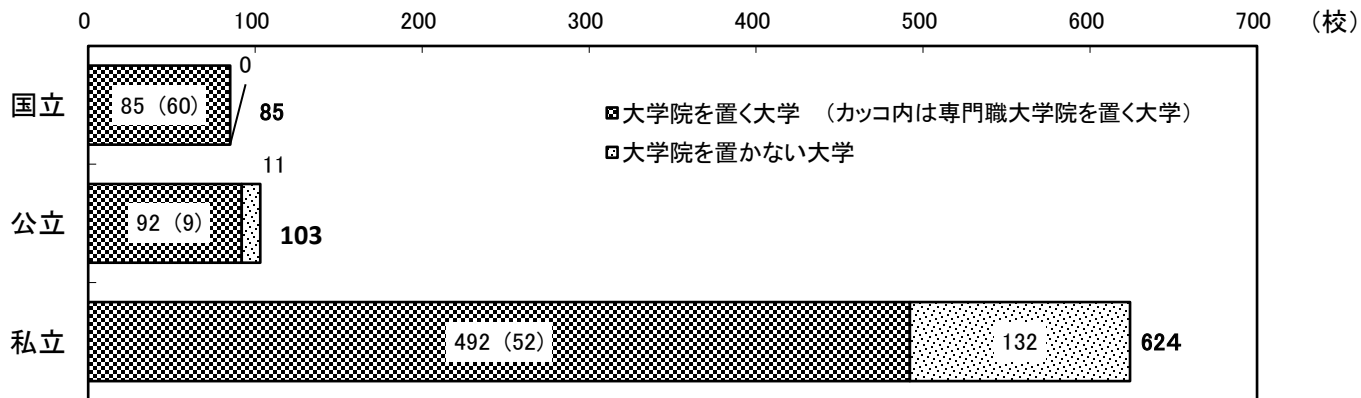 0 100 200 300 400 500 600 700 (校)
国立 85 (60) 0 85
大学院を置く大学 (カッコ内は専門職大学院を置く大学)
大学院を置かない大学
公立 92 (9) 11 103
私立 492 (52) 132 624